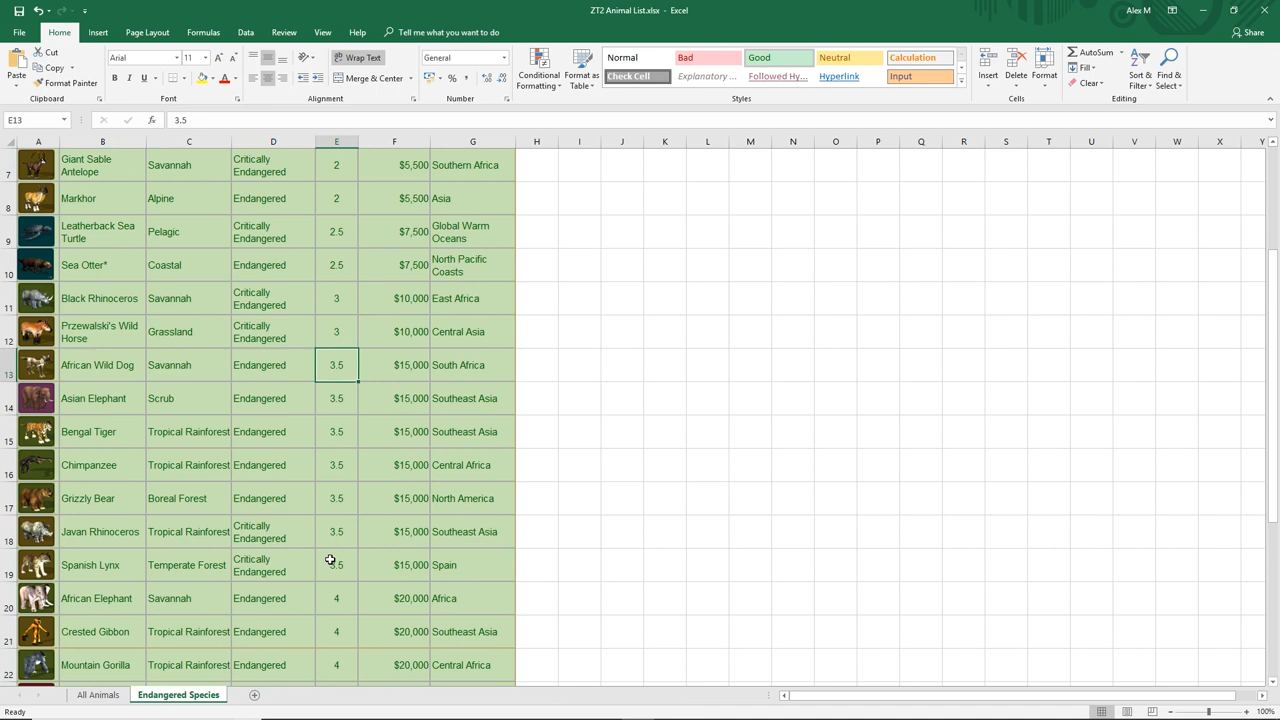 ZT2 Animal List.xlsx - Excel
Alex M
File Home Insert Page Layout Formulas Data Review View Help Tell me what you want to do
Share
Paste
Cut
Copy
Format Painter
Clipboard
Arial 11
B I U
Font
Wrap Text
Merge & Center
Alignment
General
$ % ,
Number
Conditional Formatting
Format as Table
Normal Bad Good Neutral Calculation
Check Cell Explanatory ... Followed Hy... Hyperlink Input
Styles
Insert Delete Format
Cells
AutoSum
Fill
Clear
Sort & Filter
Find & Select
Editing
E13
fx
3.5
A B C D E F G H I J K L M N O P Q R S T U V W X Y
7 Giant Sable Antelope Savannah Critically Endangered 2 $5,500 Southern Africa
8 Markhor Alpine Endangered 2 $5,500 Asia
9 Leatherback Sea Turtle Pelagic Critically Endangered 2.5 $7,500 Global Warm Oceans
10 Sea Otter* Coastal Endangered 2.5 $7,500 North Pacific Coasts
11 Black Rhinoceros Savannah Critically Endangered 3 $10,000 East Africa
12 Przewalski's Wild Horse Grassland Critically Endangered 3 $10,000 Central Asia
13 African Wild Dog Savannah Endangered 3.5 $15,000 South Africa
14 Asian Elephant Scrub Endangered 3.5 $15,000 Southeast Asia
15 Bengal Tiger Tropical Rainforest Endangered 3.5 $15,000 Southeast Asia
16 Chimpanzee Tropical Rainforest Endangered 3.5 $15,000 Central Africa
17 Grizzly Bear Boreal Forest Endangered 3.5 $15,000 North America
18 Javan Rhinoceros Tropical Rainforest Critically Endangered 3.5 $15,000 Southeast Asia
19 Spanish Lynx Temperate Forest Critically Endangered 3.5 $15,000 Spain
20 African Elephant Savannah Endangered 4 $20,000 Africa
21 Crested Gibbon Tropical Rainforest Endangered 4 $20,000 Southeast Asia
22 Mountain Gorilla Tropical Rainforest Endangered 4 $20,000 Central Africa
All Animals Endangered Species
Ready
100%